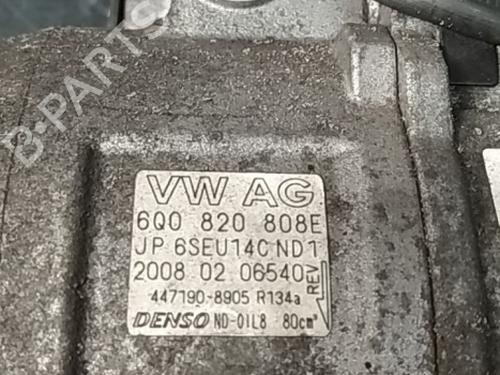 B-PARTS
VW AG
6Q0 820 808E
JP 6SEU14C ND1
2008 02 06540
REV
447190-8905 R134a
DENSO ND-OIL8 80cm³